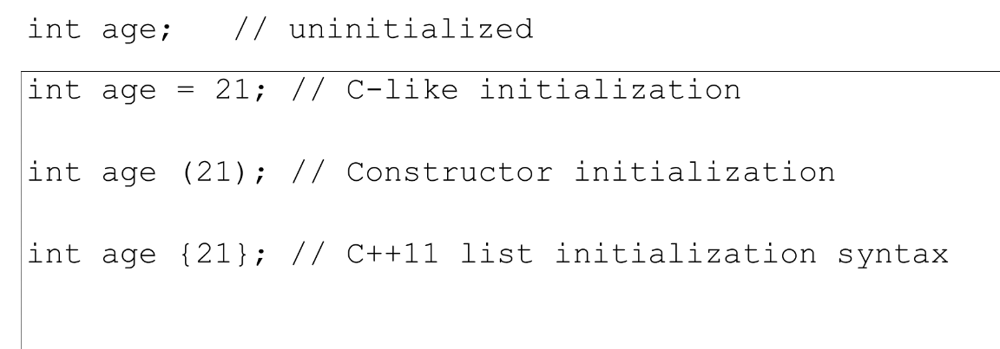 int age;   // uninitialized
int age = 21; // C-like initialization
int age (21); // Constructor initialization
int age {21}; // C++11 list initialization syntax